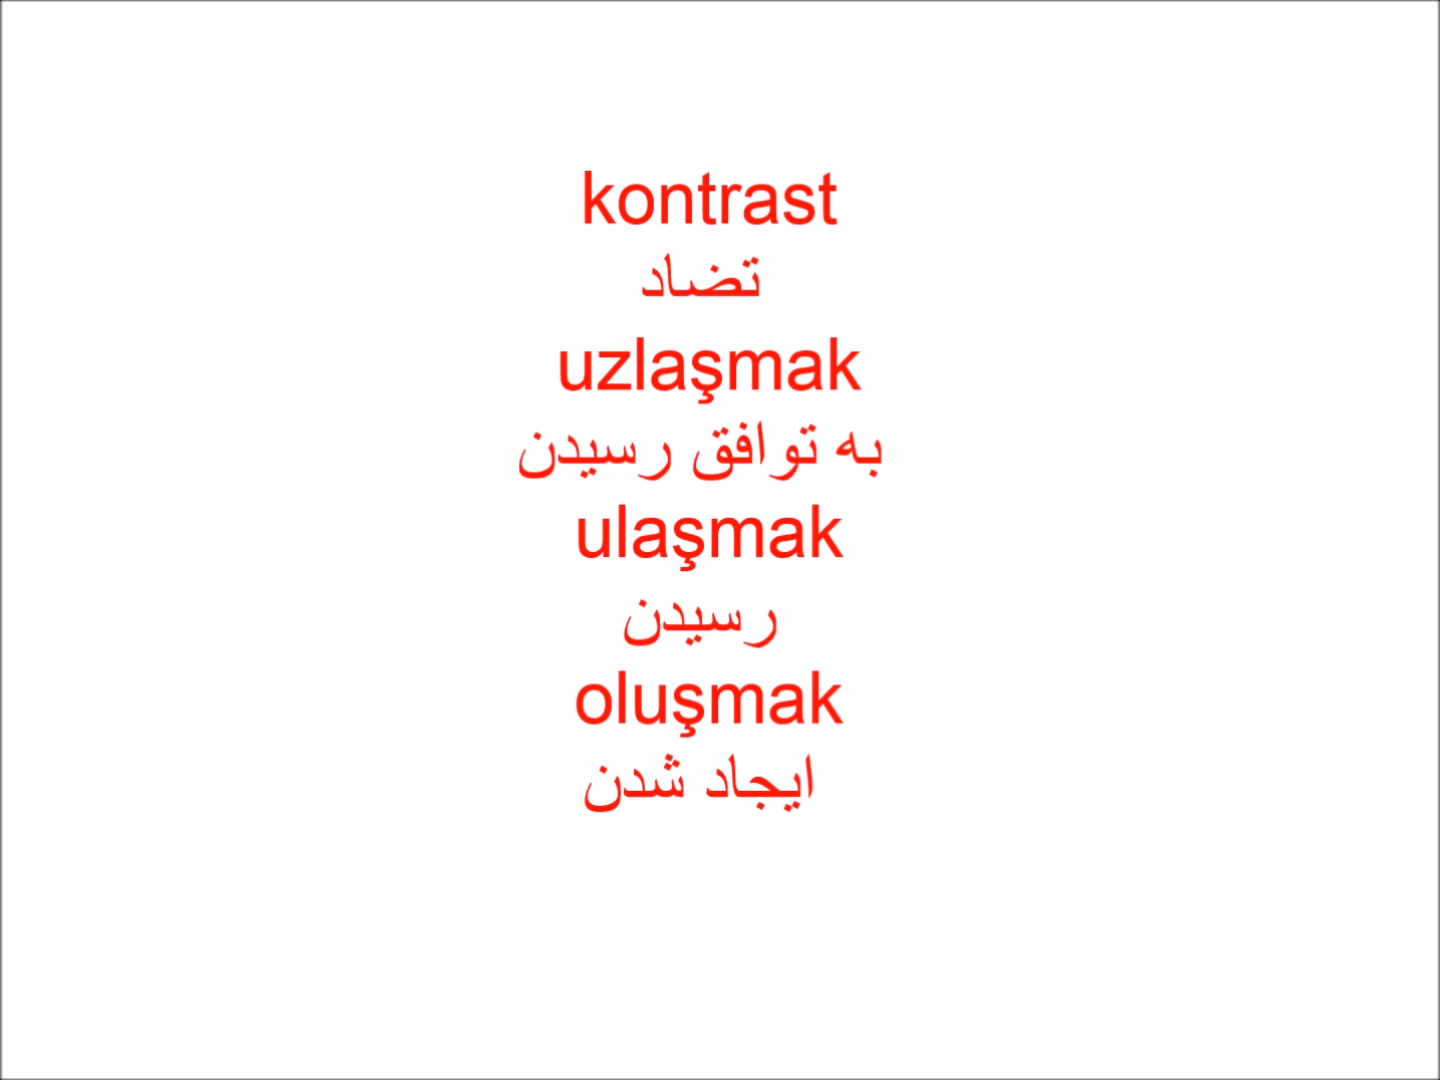 kontrast
تضاد
uzlaşmak
به توافق رسیدن
ulaşmak
رسیدن
oluşmak
ایجاد شدن